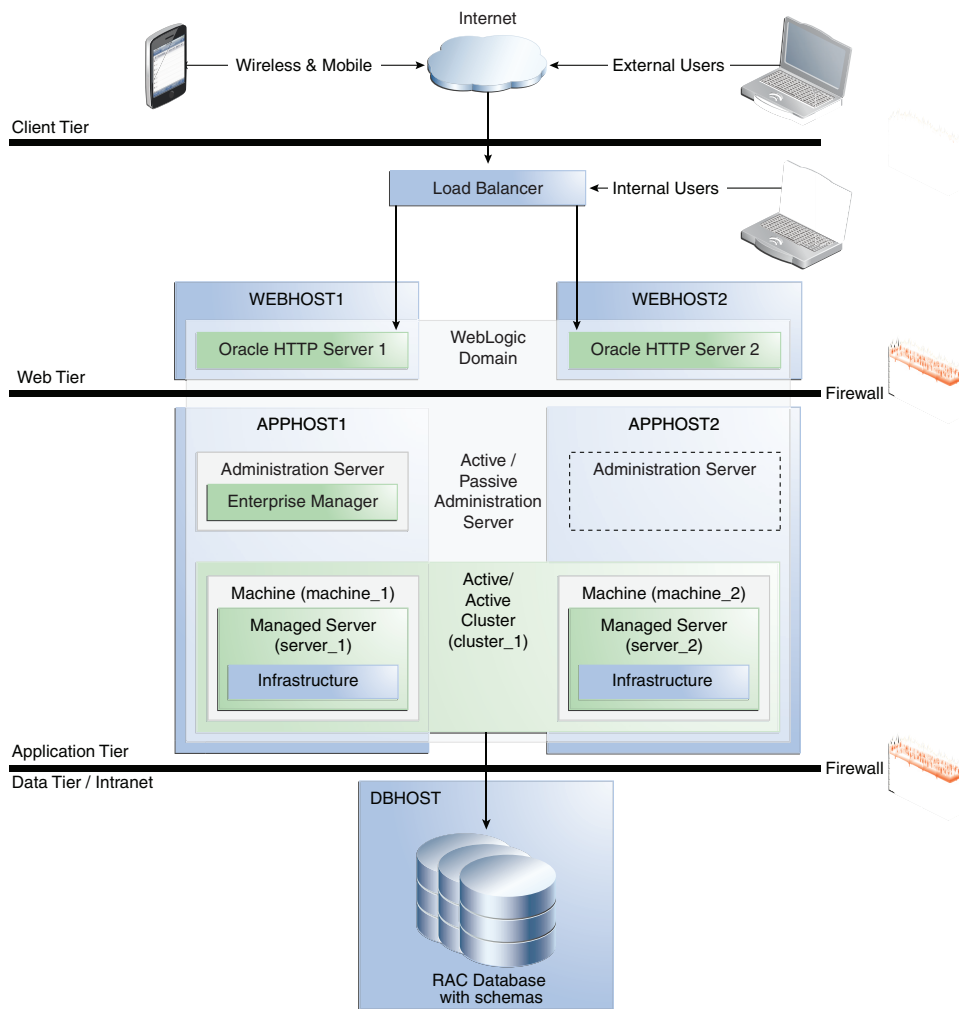 Internet
Wireless & Mobile
External Users
Client Tier
Load Balancer
Internal Users
WEBHOST1
WEBHOST2
Oracle HTTP Server 1
WebLogic
Domain
Oracle HTTP Server 2
Web Tier
Firewall
APPHOST1
APPHOST2
Administration Server
Enterprise Manager
Active /
Passive
Administration
Server
Administration Server
Machine (machine_1)
Managed Server
(server_1)
Infrastructure
Active/
Active
Cluster
(cluster_1)
Machine (machine_2)
Managed Server
(server_2)
Infrastructure
Application Tier
Firewall
Data Tier / Intranet
DBHOST
RAC Database
with schemas